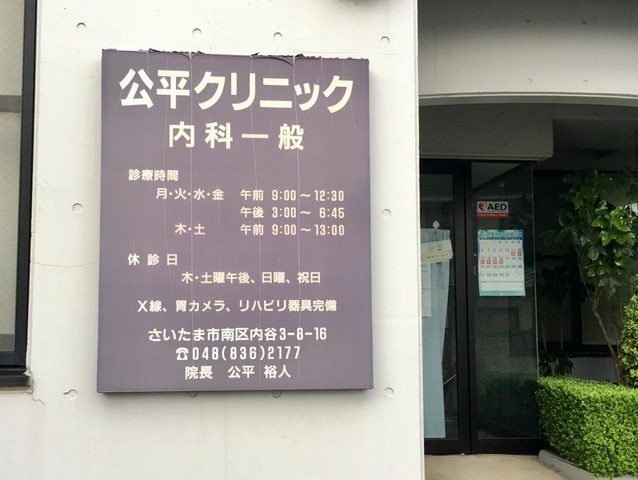 公平クリニック
内科一般
診療時間
月・火・水・金 午前 9:00〜12:30
午後 3:00〜 6:45
木・土 午前 9:00〜13:00
休診日
木・土曜午後、日曜、祝日
X線、胃カメラ、リハビリ器具完備
さいたま市南区内谷3-8-16
☎048(836)2177
院長 公平 裕人
AED